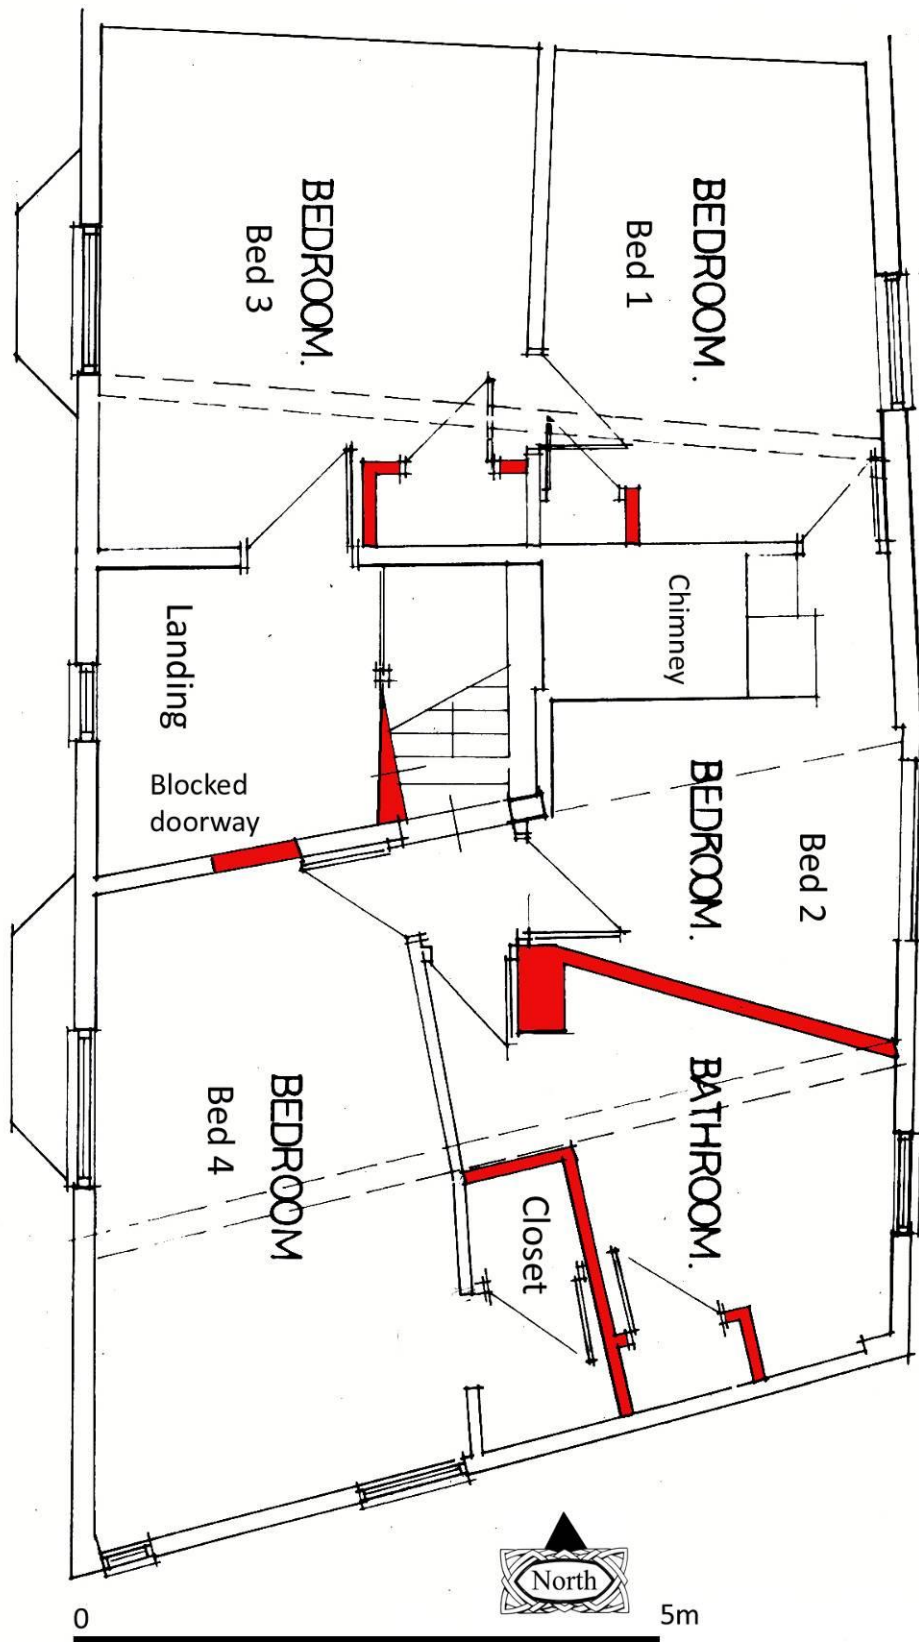 BEDROOM.
Bed 3
BEDROOM.
Bed 1
Landing
Chimney
Blocked
doorway
BEDROOM.
Bed 2
BEDROOM
Bed 4
BATHROOM.
Closet
North
0 5m